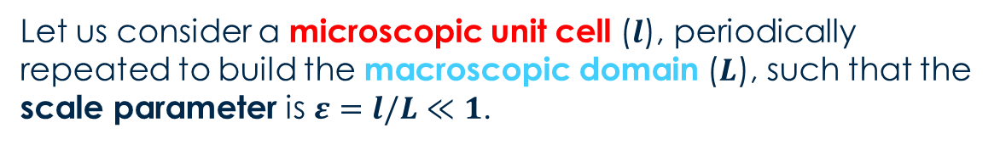 Let us consider a microscopic unit cell (l), periodically
repeated to build the macroscopic domain (L), such that the
scale parameter is ε = l/L ≪ 1.